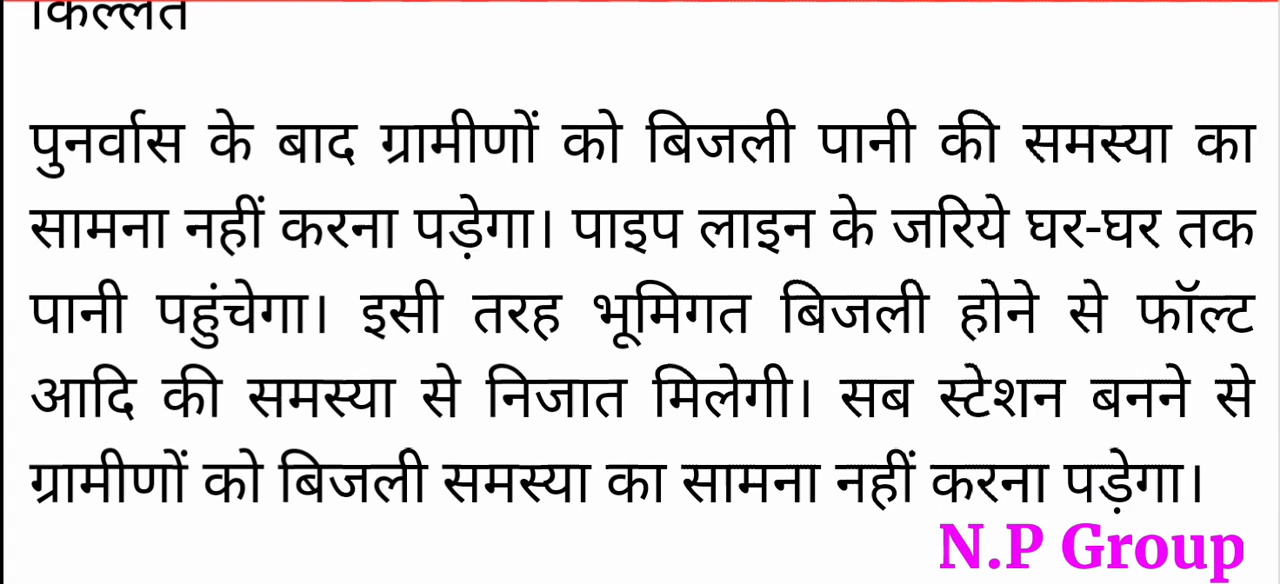 किल्लत
पुनर्वास के बाद ग्रामीणों को बिजली पानी की समस्या का
सामना नहीं करना पड़ेगा। पाइप लाइन के जरिये घर-घर तक
पानी पहुंचेगा। इसी तरह भूमिगत बिजली होने से फॉल्ट
आदि की समस्या से निजात मिलेगी। सब स्टेशन बनने से
ग्रामीणों को बिजली समस्या का सामना नहीं करना पड़ेगा।
N.P Group